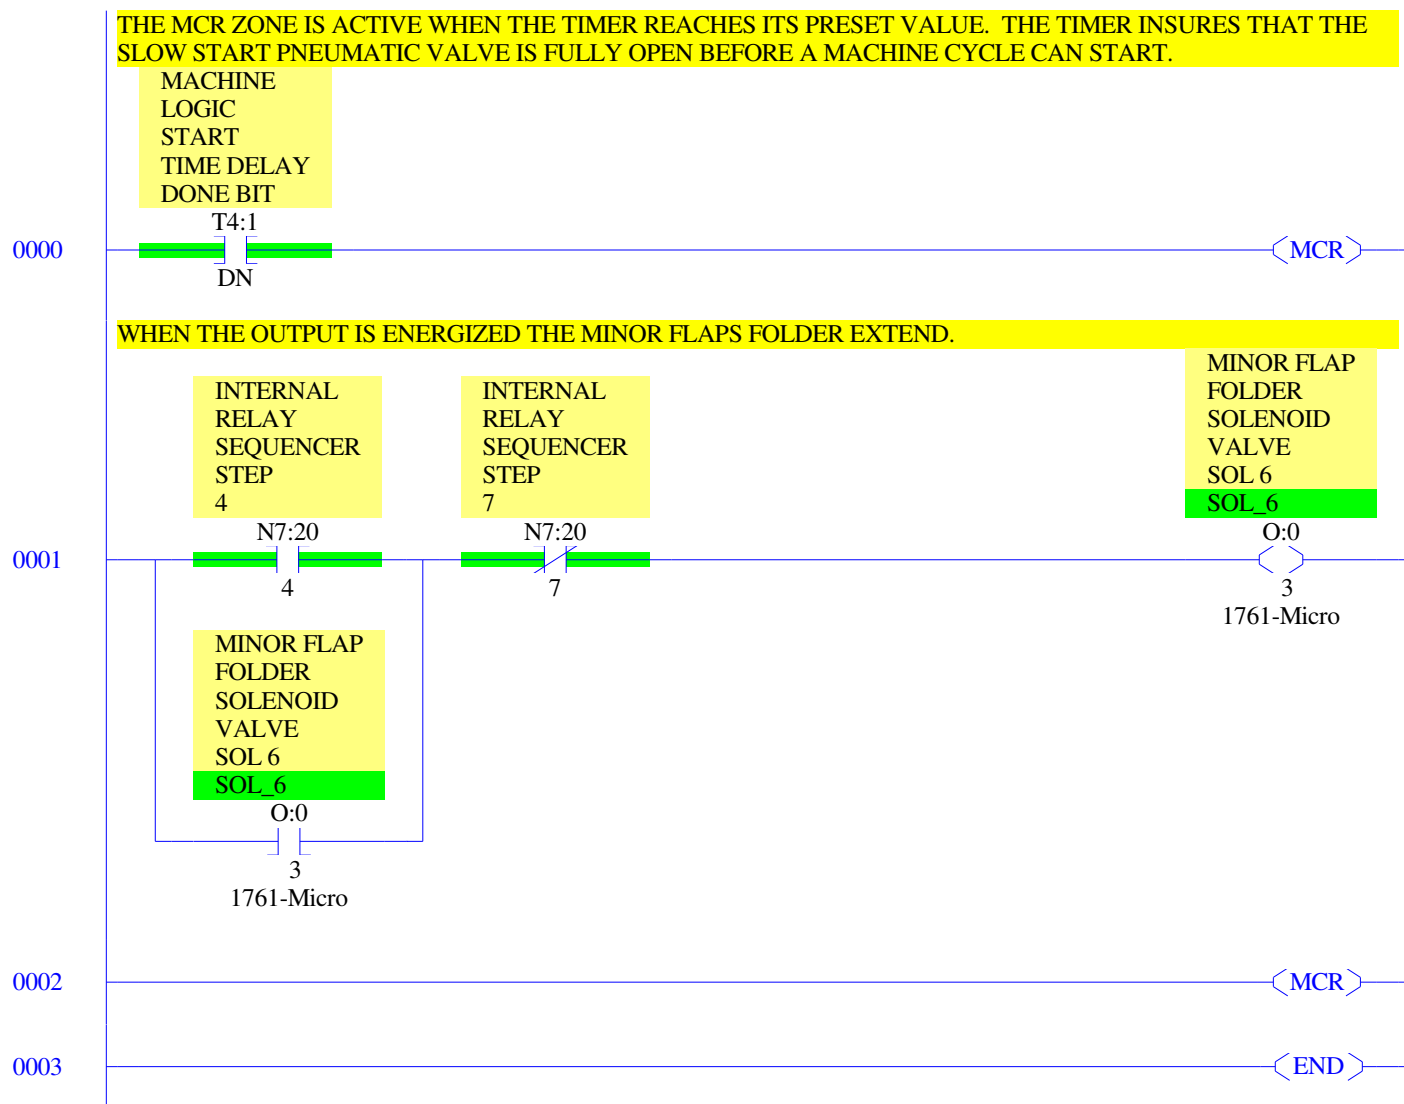 THE MCR ZONE IS ACTIVE WHEN THE TIMER REACHES ITS PRESET VALUE.  THE TIMER INSURES THAT THE
SLOW START PNEUMATIC VALVE IS FULLY OPEN BEFORE A MACHINE CYCLE CAN START.
MACHINE
LOGIC
START
TIME DELAY
DONE BIT
T4:1
0000
MCR
DN
WHEN THE OUTPUT IS ENERGIZED THE MINOR FLAPS FOLDER EXTEND.
INTERNAL
RELAY
SEQUENCER
STEP
4
N7:20
4
INTERNAL
RELAY
SEQUENCER
STEP
7
N7:20
7
MINOR FLAP
FOLDER
SOLENOID
VALVE
SOL 6
SOL_6
O:0
3
1761-Micro
0001
MINOR FLAP
FOLDER
SOLENOID
VALVE
SOL 6
SOL_6
O:0
3
1761-Micro
0002
MCR
0003
END